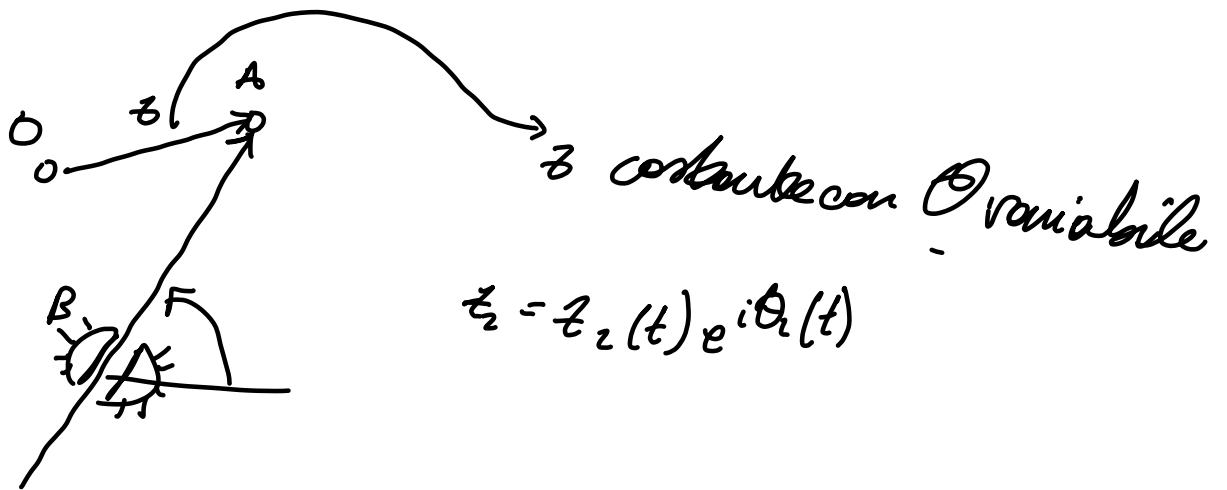 A
z
O
z costante con θ variabile
B
z₂ = z₂(t) e^{iθ₂(t)}